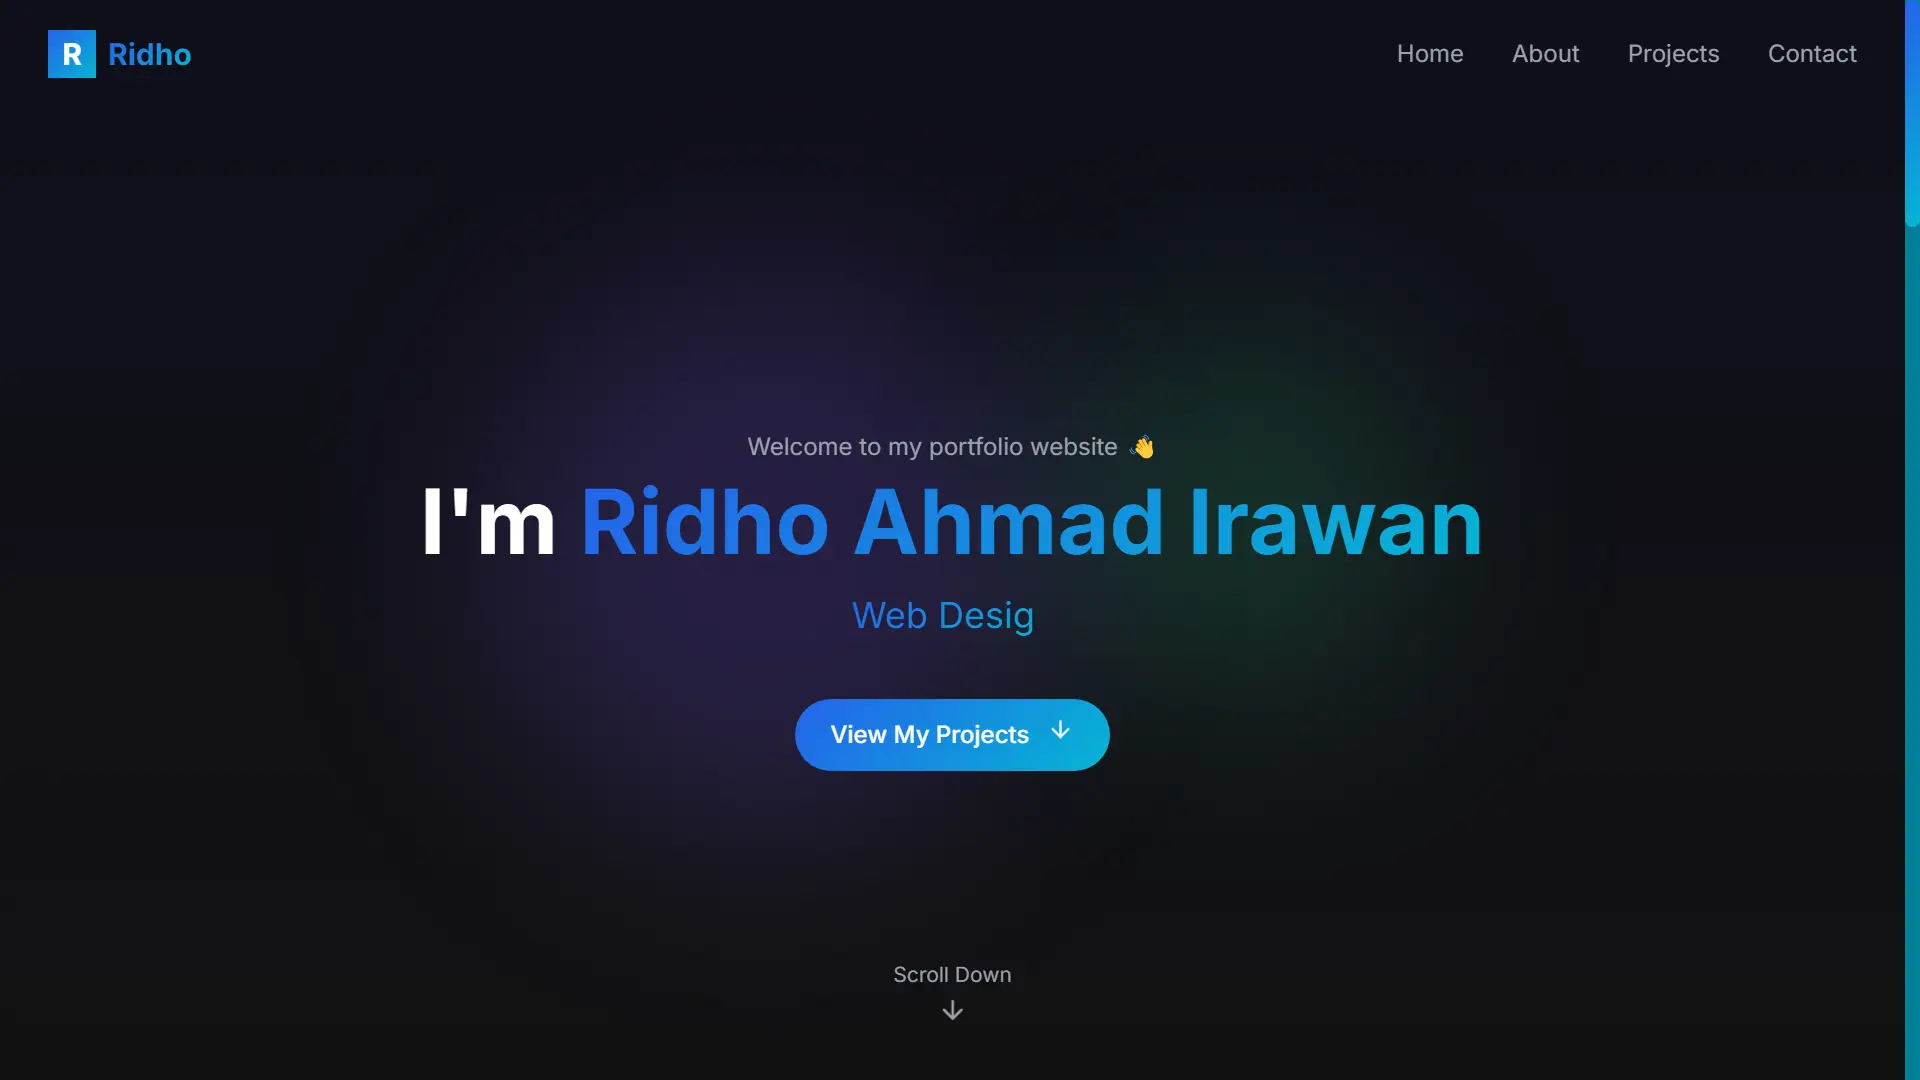 R Ridho
Home About Projects Contact
Welcome to my portfolio website 👋
I'm Ridho Ahmad Irawan
Web Desig
View My Projects
Scroll Down